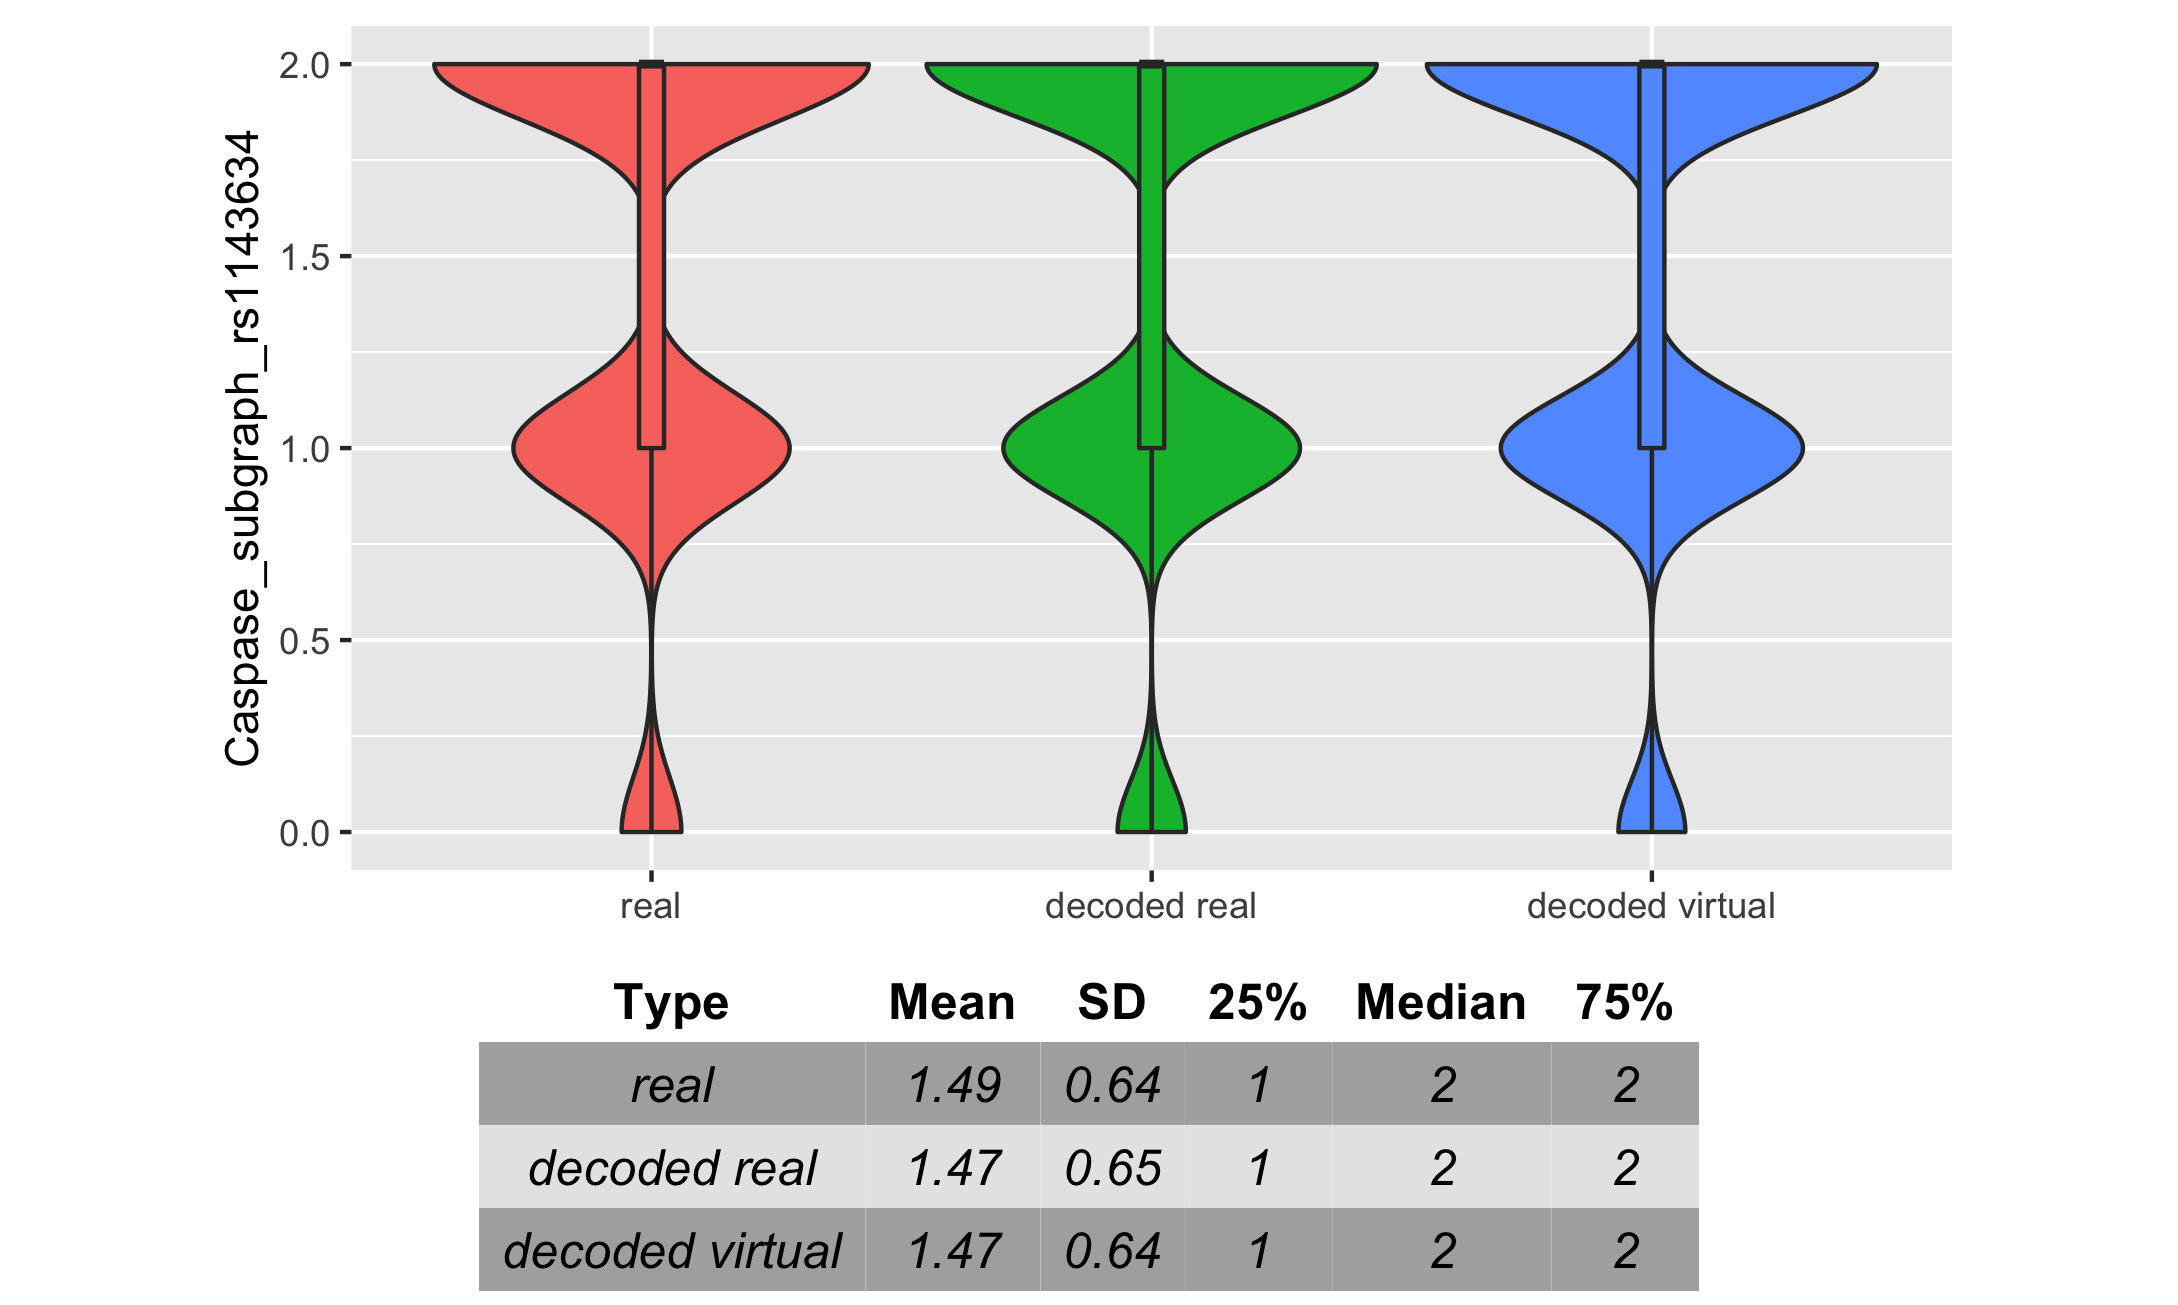 Caspase_subgraph_rs1143634
2.0
1.5
1.0
0.5
0.0
real decoded real decoded virtual
Type Mean SD 25% Median 75%
real 1.49 0.64 1 2 2
decoded real 1.47 0.65 1 2 2
decoded virtual 1.47 0.64 1 2 2